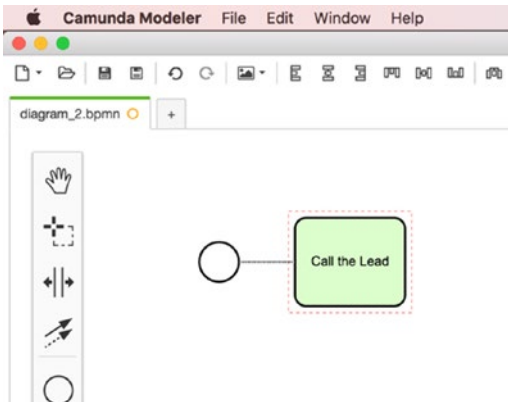 Camunda Modeler File Edit Window Help
diagram_2.bpmn +
Call the Lead